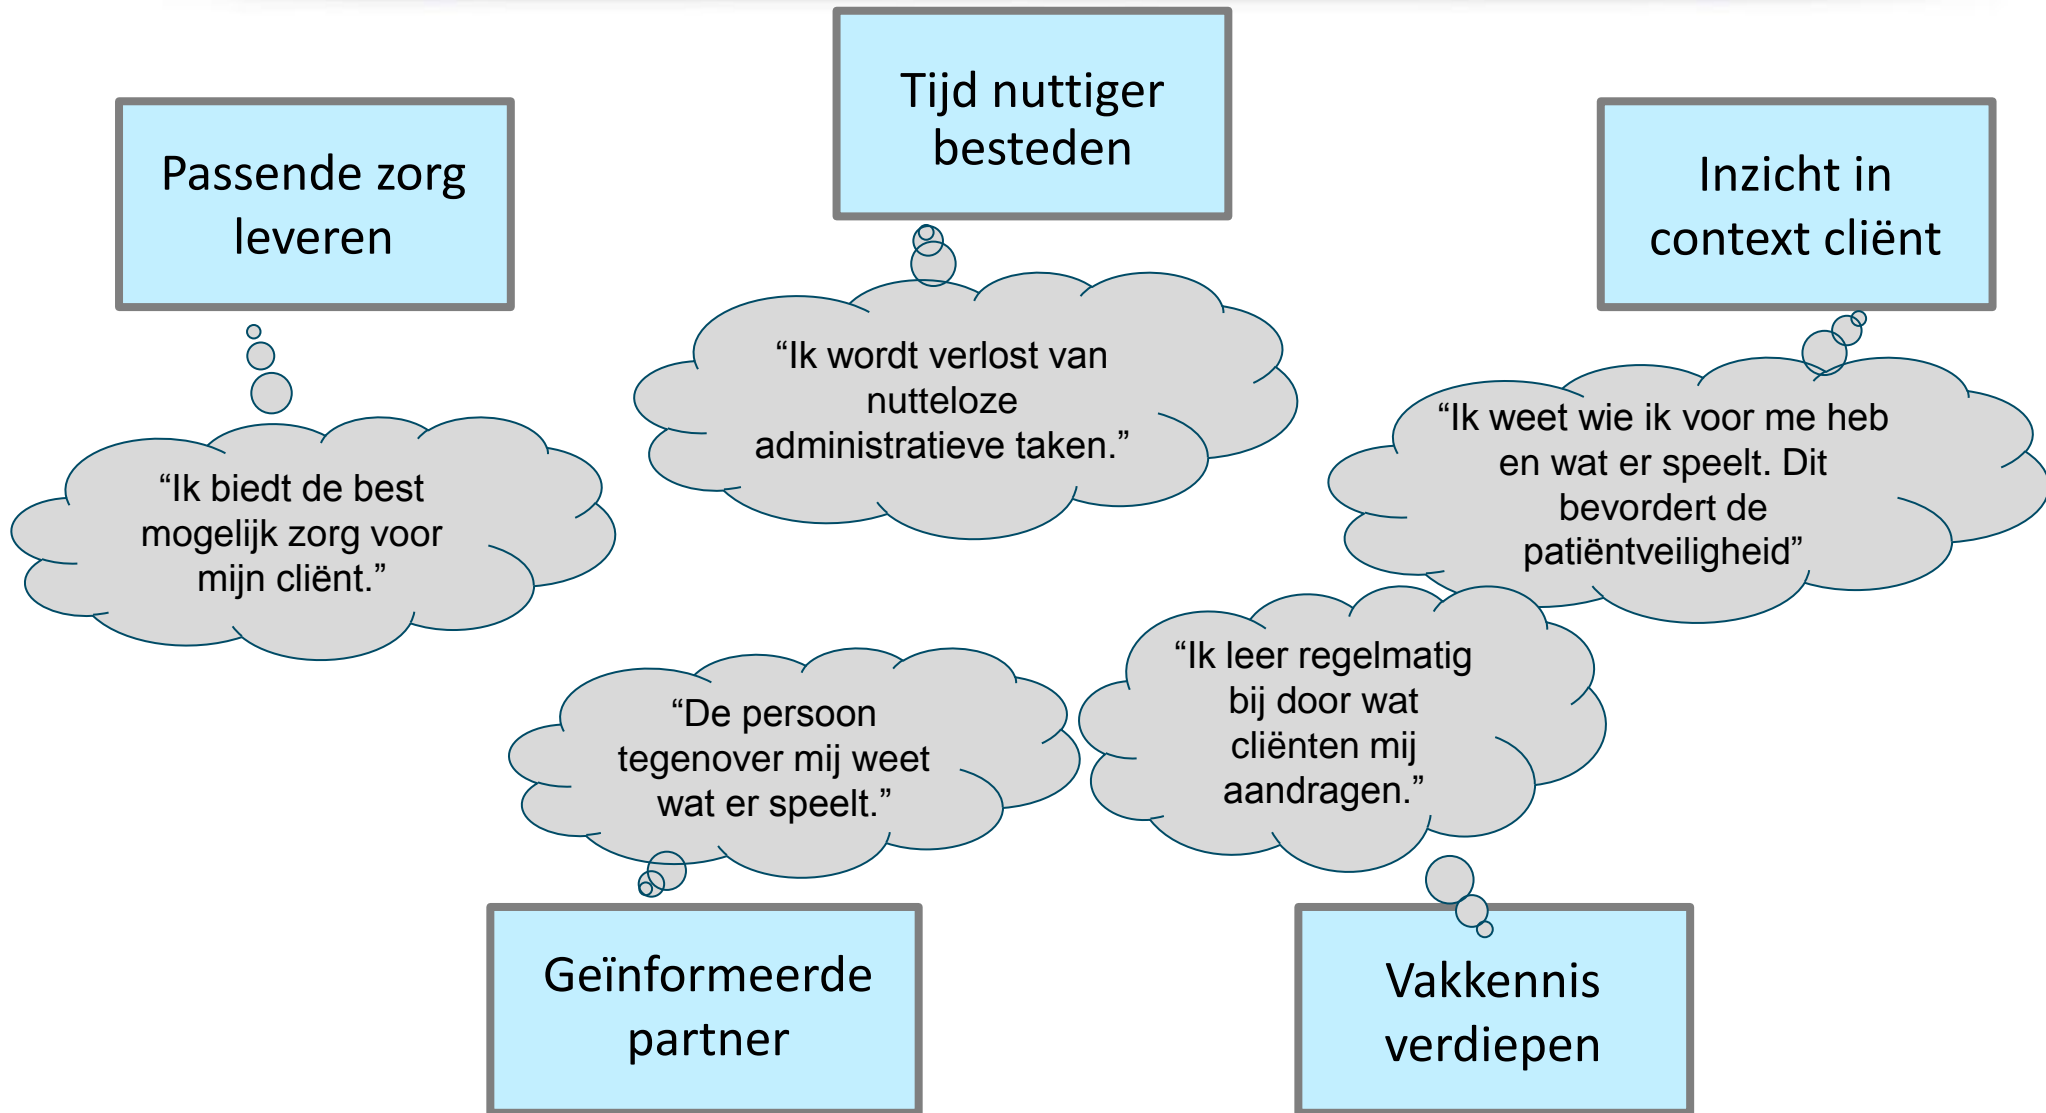 Passende zorg
leveren
“Ik biedt de best
mogelijk zorg voor
mijn cliënt.”
Tijd nuttiger
besteden
“Ik wordt verlost van
nutteloze
administratieve taken.”
Inzicht in
context cliënt
“Ik weet wie ik voor me heb
en wat er speelt. Dit
bevordert de
patiëntveiligheid”
“De persoon
tegenover mij weet
wat er speelt.”
Geïnformeerde
partner
“Ik leer regelmatig
bij door wat
cliënten mij
aandragen.”
Vakkennis
verdiepen